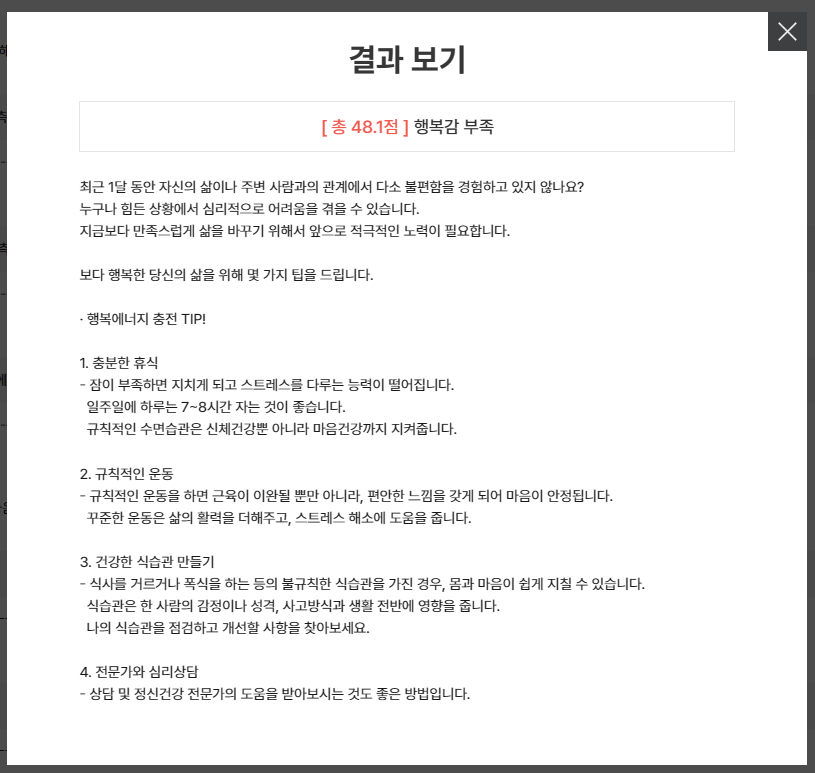 결과 보기
[ 총 48.1점 ] 행복감 부족
최근 1달 동안 자신의 삶이나 주변 사람과의 관계에서 다소 불편함을 경험하고 있지 않나요?
누구나 힘든 상황에서 심리적으로 어려움을 겪을 수 있습니다.
지금보다 만족스럽게 삶을 바꾸기 위해서 앞으로 적극적인 노력이 필요합니다.
보다 행복한 당신의 삶을 위해 몇 가지 팁을 드립니다.
· 행복에너지 충전 TIP!
1. 충분한 휴식
- 잠이 부족하면 지치게 되고 스트레스를 다루는 능력이 떨어집니다.
일주일에 하루는 7~8시간 자는 것이 좋습니다.
규칙적인 수면습관은 신체건강뿐 아니라 마음건강까지 지켜줍니다.
2. 규칙적인 운동
- 규칙적인 운동을 하면 근육이 이완될 뿐만 아니라, 편안한 느낌을 갖게 되어 마음이 안정됩니다.
꾸준한 운동은 삶의 활력을 더해주고, 스트레스 해소에 도움을 줍니다.
3. 건강한 식습관 만들기
- 식사를 거르거나 폭식을 하는 등의 불규칙한 식습관을 가진 경우, 몸과 마음이 쉽게 지칠 수 있습니다.
식습관은 한 사람의 감정이나 성격, 사고방식과 생활 전반에 영향을 줍니다.
나의 식습관을 점검하고 개선할 사항을 찾아보세요.
4. 전문가와 심리상담
- 상담 및 정신건강 전문가의 도움을 받아보시는 것도 좋은 방법입니다.